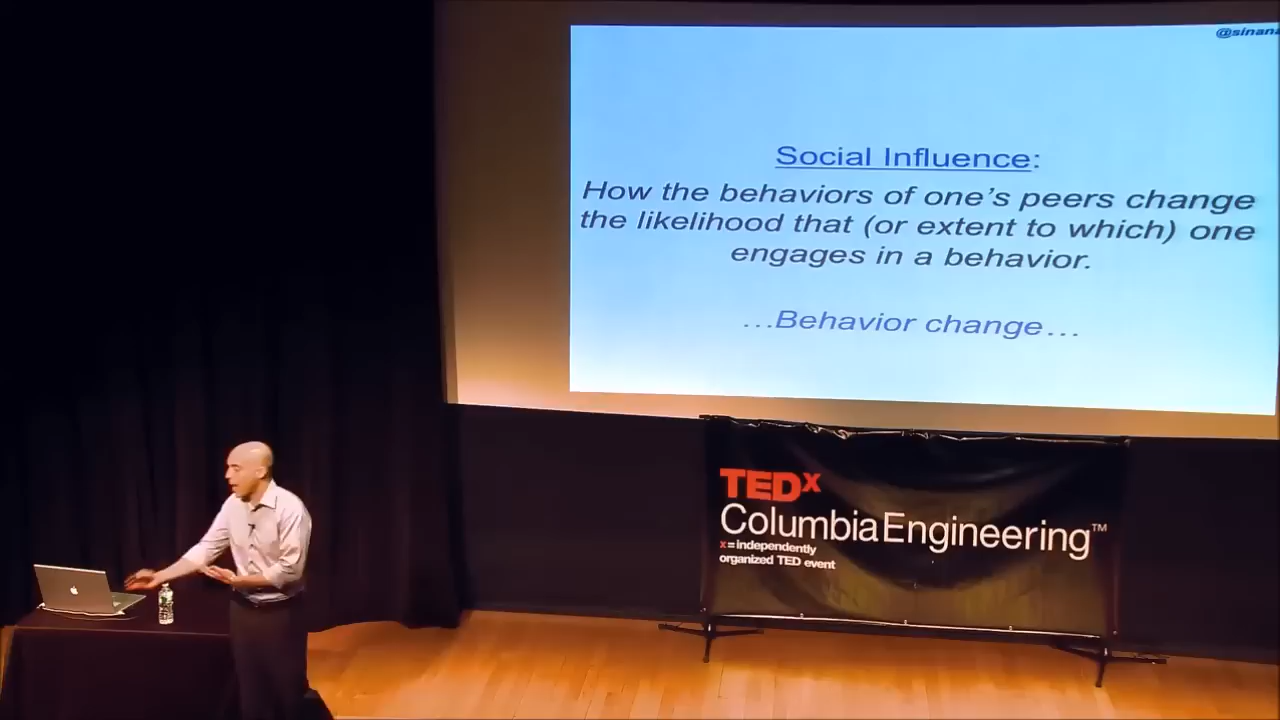 @sinana
Social Influence:
How the behaviors of one's peers change
the likelihood that (or extent to which) one
engages in a behavior.
…Behavior change…
TEDx
ColumbiaEngineering™
x=independently
organized TED event